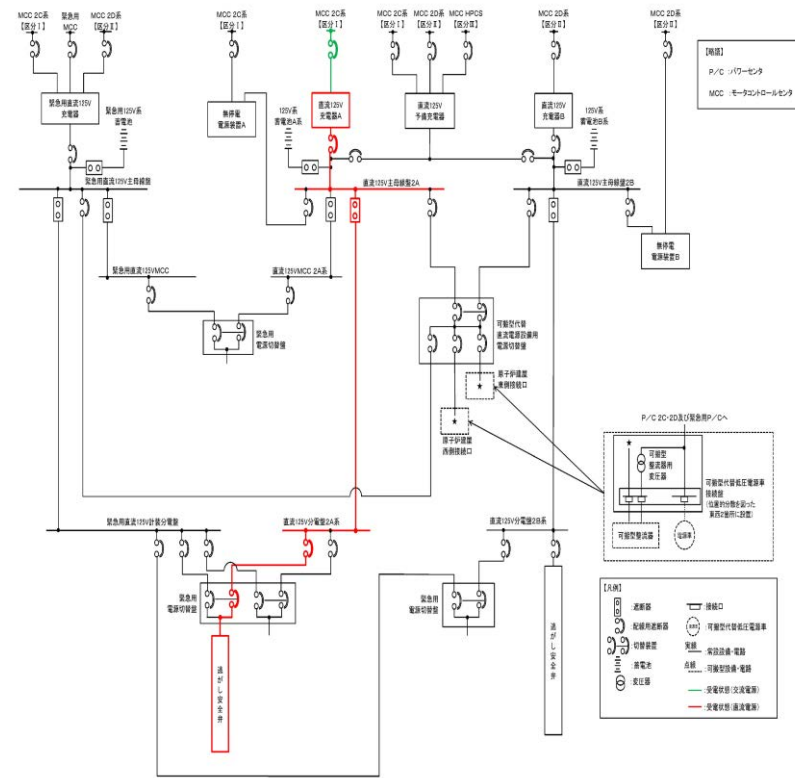 MCC 2C系
【区分Ⅰ】
緊急用
MCC
MCC 2D系
【区分Ⅱ】
MCC 2C系
【区分Ⅰ】
MCC 2C系
【区分Ⅰ】
MCC 2C系
【区分Ⅰ】
MCC 2D系
【区分Ⅱ】
MCC HPCS
【区分Ⅲ】
MCC 2D系
【区分Ⅱ】
MCC 2D系
【区分Ⅱ】
【略語】
P/C :パワーセンタ
MCC :モータコントロールセンタ
緊急用直流125V
充電器
緊急用125V系
蓄電池
無停電
電源装置A
直流125V
充電器A
125V系
蓄電池A系
直流125V
予備充電器
直流125V
充電器B
125V系
蓄電池B系
緊急用直流125V主母線盤
直流125V主母線盤2A
直流125V主母線盤2B
無停電
電源装置B
緊急用直流125VMCC
直流125VMCC 2A系
緊急用
電源切替盤
可搬型代替
直流電源設備用
電源切替盤
★
原子炉建屋
東側接続口
★
原子炉建屋
西側接続口
P/C 2C・2D及び緊急用P/Cへ
★
可搬型
整流器用
変圧器
可搬型代替低圧電源車
接続盤
(位置的分散を図った
東西2箇所に設置)
可搬型整流器
電源車
緊急用直流125V計装分電盤
直流125V分電盤2A系
直流125V分電盤2B系
緊急用
電源切替盤
緊急用
電源切替盤
逃がし安全弁
逃がし安全弁
【凡例】
:遮断器
:配線用遮断器
:切替装置
:蓄電池
:変圧器
:接続口
:可搬型代替低圧電源車
実線
:常設設備・電路
点線
:可搬型設備・電路
:受電状態(交流電源)
:受電状態(直流電源)